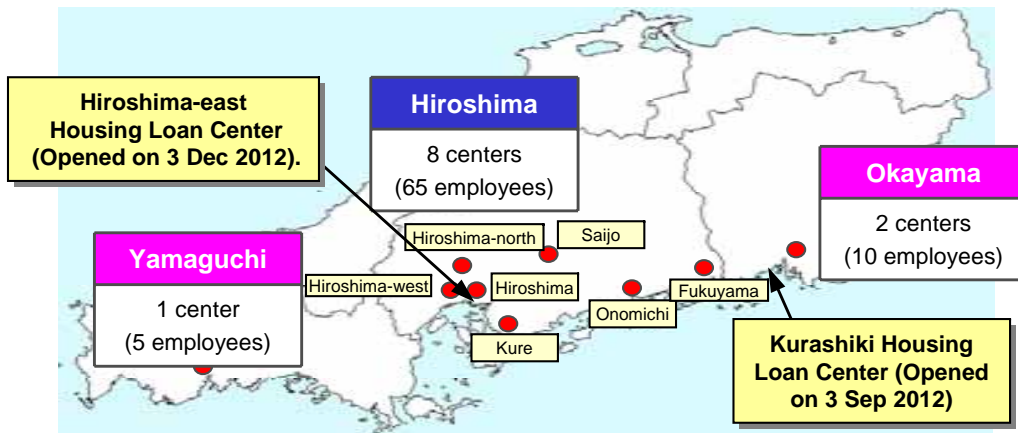 Hiroshima-east
Housing Loan Center
(Opened on 3 Dec 2012).
Hiroshima
8 centers
(65 employees)
Okayama
2 centers
(10 employees)
Yamaguchi
1 center
(5 employees)
Hiroshima-north
Saijo
Hiroshima-west
Hiroshima
Fukuyama
Onomichi
Kure
Kurashiki Housing
Loan Center (Opened
on 3 Sep 2012)